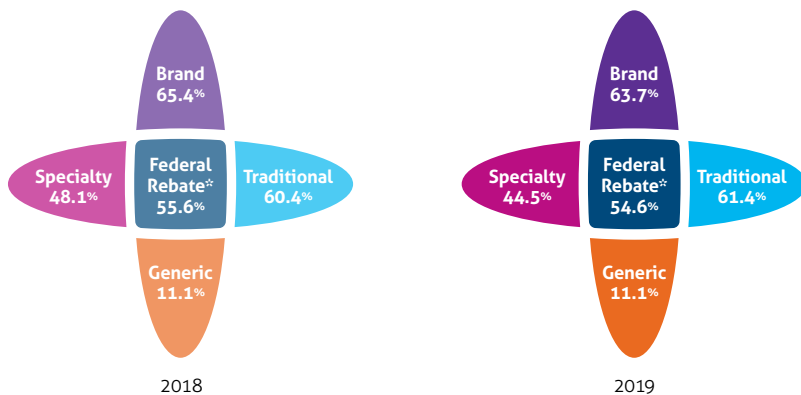 Brand
65.4%
Specialty
48.1%
Federal
Rebate☆
55.6%
Traditional
60.4%
Generic
11.1%
2018
Brand
63.7%
Specialty
44.5%
Federal
Rebate☆
54.6%
Traditional
61.4%
Generic
11.1%
2019